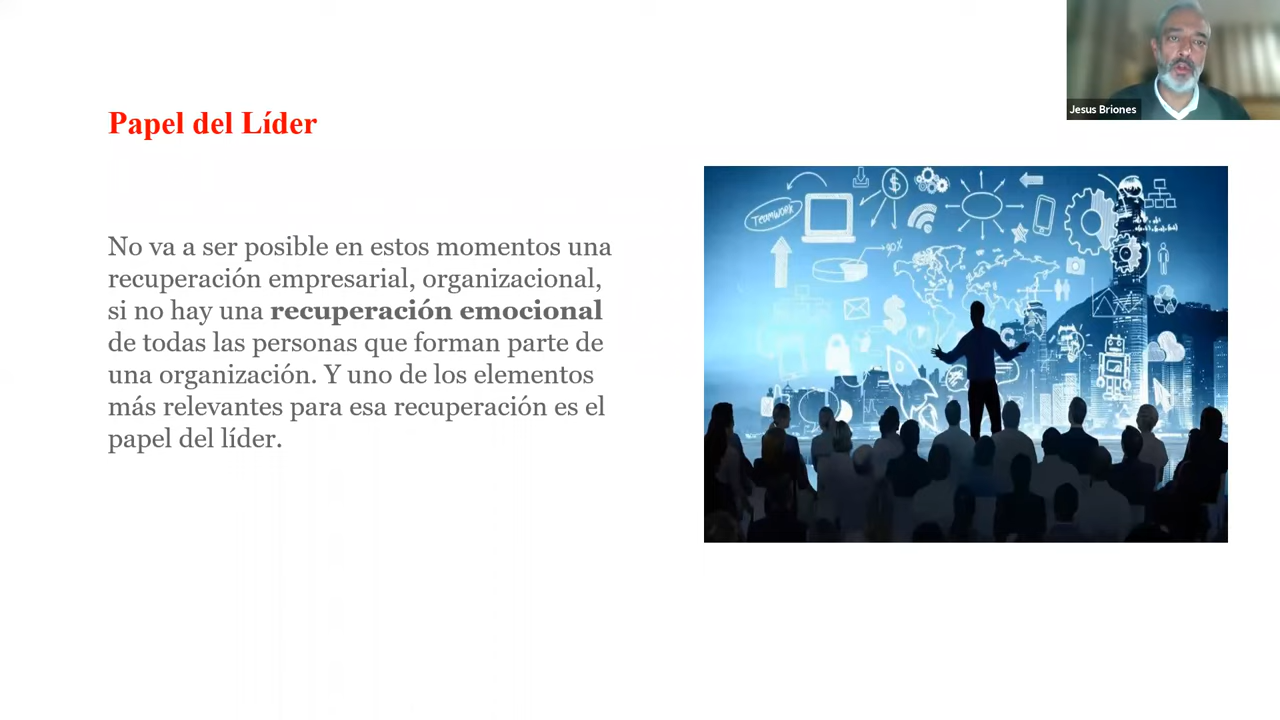 Jesus Briones
Papel del Líder
No va a ser posible en estos momentos una
recuperación empresarial, organizacional,
si no hay una recuperación emocional
de todas las personas que forman parte de
una organización. Y uno de los elementos
más relevantes para esa recuperación es el
papel del líder.
TEAMWORK
$
$